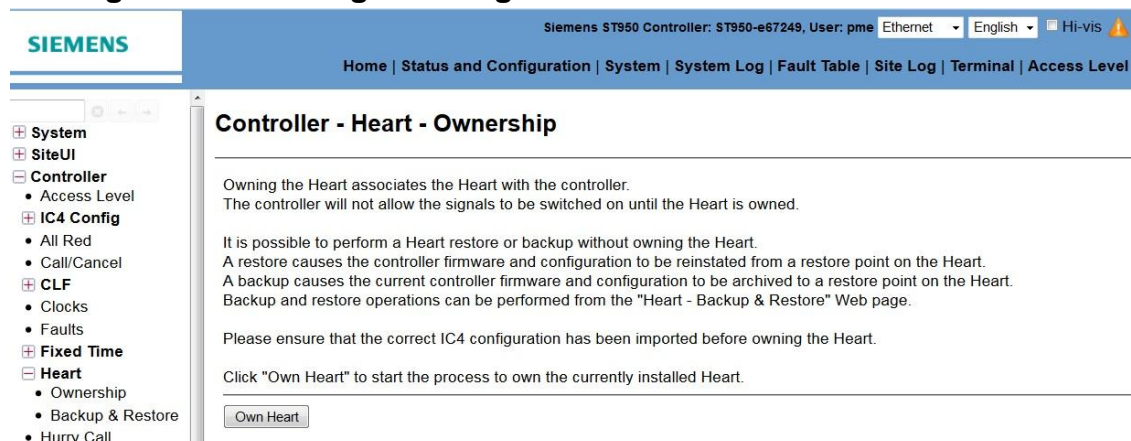 SIEMENS
Siemens ST950 Controller: ST950-e67249, User: pme Ethernet English Hi-vis
Home | Status and Configuration | System | System Log | Fault Table | Site Log | Terminal | Access Level
System
SiteUI
Controller
Access Level
IC4 Config
All Red
Call/Cancel
CLF
Clocks
Faults
Fixed Time
Heart
Ownership
Backup & Restore
Hurry Call
Controller - Heart - Ownership
Owning the Heart associates the Heart with the controller.
The controller will not allow the signals to be switched on until the Heart is owned.
It is possible to perform a Heart restore or backup without owning the Heart.
A restore causes the controller firmware and configuration to be reinstated from a restore point on the Heart.
A backup causes the current controller firmware and configuration to be archived to a restore point on the Heart.
Backup and restore operations can be performed from the "Heart - Backup & Restore" Web page.
Please ensure that the correct IC4 configuration has been imported before owning the Heart.
Click "Own Heart" to start the process to own the currently installed Heart.
Own Heart